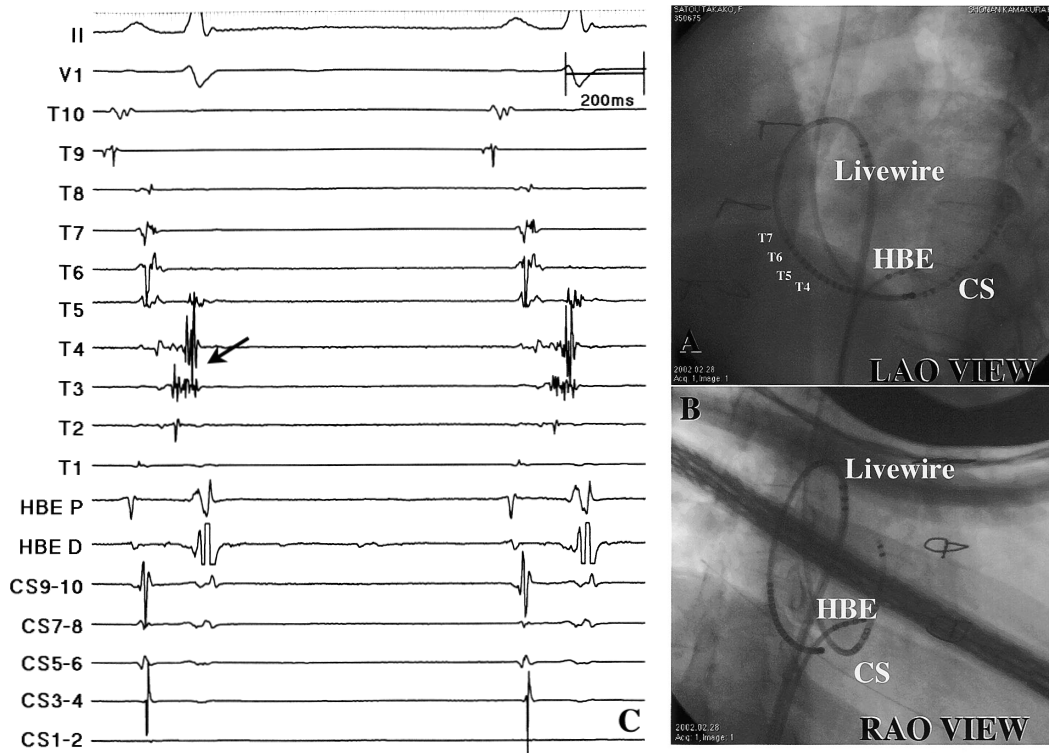 II
V1
200ms
T10
T9
T8
T7
T6
T5
T4
T3
T2
T1
HBE P
HBE D
CS9-10
CS7-8
CS5-6
CS3-4
CS1-2
C
SATOU TAKAKO, F
350675
SHONAN KAMAKURA
Livewire
T7
T6
T5
T4
HBE
CS
A
LAO VIEW
2002.02.28
Acq: 1, Image: 1
B
Livewire
HBE
CS
2002.02.28
Acq: 1, Image: 1
RAO VIEW